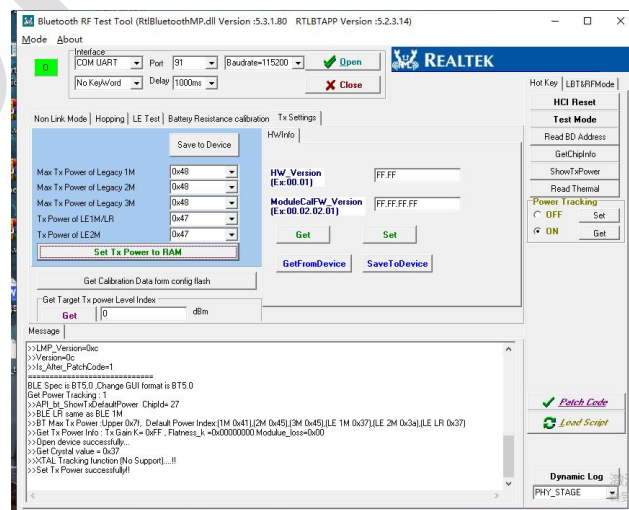 Bluetooth RF Test Tool (RtlBluetoothMP.dll Version :5.3.1.80 RTLBTAPP Version :5.2.3.14)
Mode About
Interface
0
COM UART Port 91 Baudrate=115200 Open
No KeyWord Delay 1000ms Close
REALTEK
Hot Key LBT&RFMode
HCI Reset
Test Mode
Read BD Address
GetChipInfo
ShowTxPower
Read Thermal
Power Tracking
OFF Set
ON Get
Non Link Mode Hopping LE Test Battery Resistance calibration Tx Settings
Save to Device
Max Tx Power of Legacy 1M 0x48
Max Tx Power of Legacy 2M 0x48
Max Tx Power of Legacy 3M 0x48
Tx Power of LE1M/LR 0x47
Tx Power of LE2M 0x47
Set Tx Power to RAM
Get Calibration Data form config flash
Get Target Tx power Level Index
Get 0 dBm
HWInfo
HW_Version
(Ex:00.01)
FF.FF
ModuleCalFW_Version
(Ex:00.02.02.01)
FF.FF.FF.FF
Get Set
GetFromDevice SaveToDevice
Message
>>LMP_Version=0xc
>>Version=0c
>>Is_After_PatchCode=1
============================
BLE Spec is BT5.0 ,Change GUI format is BT5.0
Get Power Tracking : 1
>>API_bt_ShowTxDefaultPower ChipId= 27
>>BLE LR same as BLE 1M
>>BT Max Tx Power :Upper 0x7f, Default Power Index:(1M 0x41),(2M 0x45),(3M 0x45),(LE 1M 0x37),(LE 2M 0x3a),(LE LR 0x37)
>>Get Tx Power Info : Tx Gain K= 0xFF , Flatness_k =0x00000000 Modulue_loss=0x00
>>Open device successfully...
>>Get Crystal value = 0x37
>>XTAL Tracking function (No Support)....!!
>>Set Tx Power successfully!!
Patch Code
Load Script
Dynamic Log
PHY_STAGE